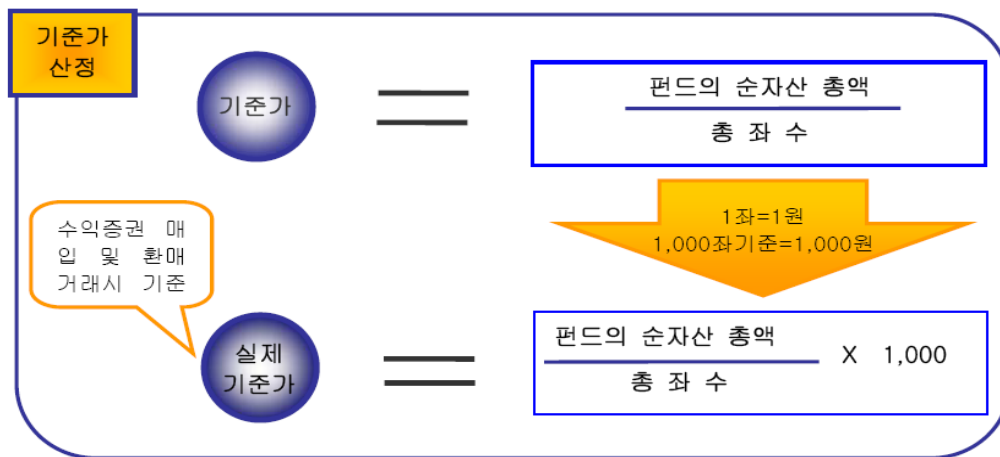 기준가
산정
기준가
펀드의 순자산 총액
총 좌 수
1좌=1원
1,000좌기준=1,000원
수익증권 매
입 및 환매
거래시 기준
실제
기준가
펀드의 순자산 총액
총 좌 수
X 1,000